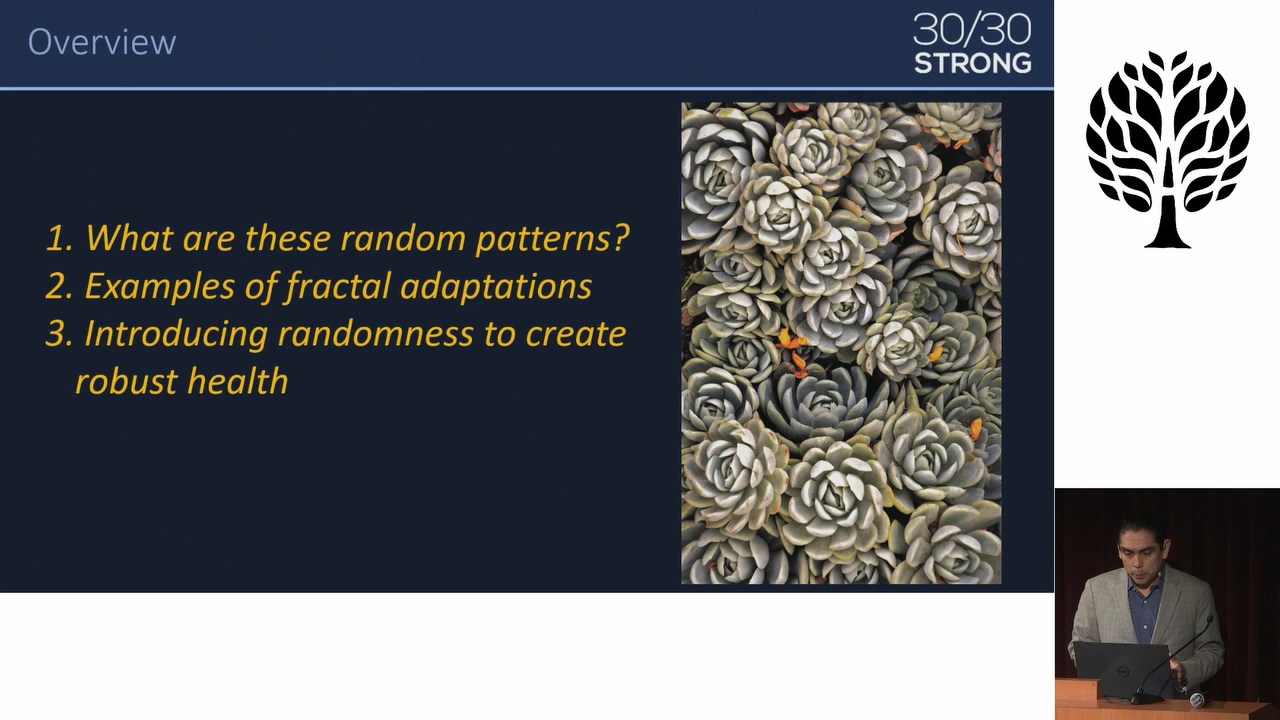 Overview
30/30
STRONG
1. What are these random patterns?
2. Examples of fractal adaptations
3. Introducing randomness to create
robust health